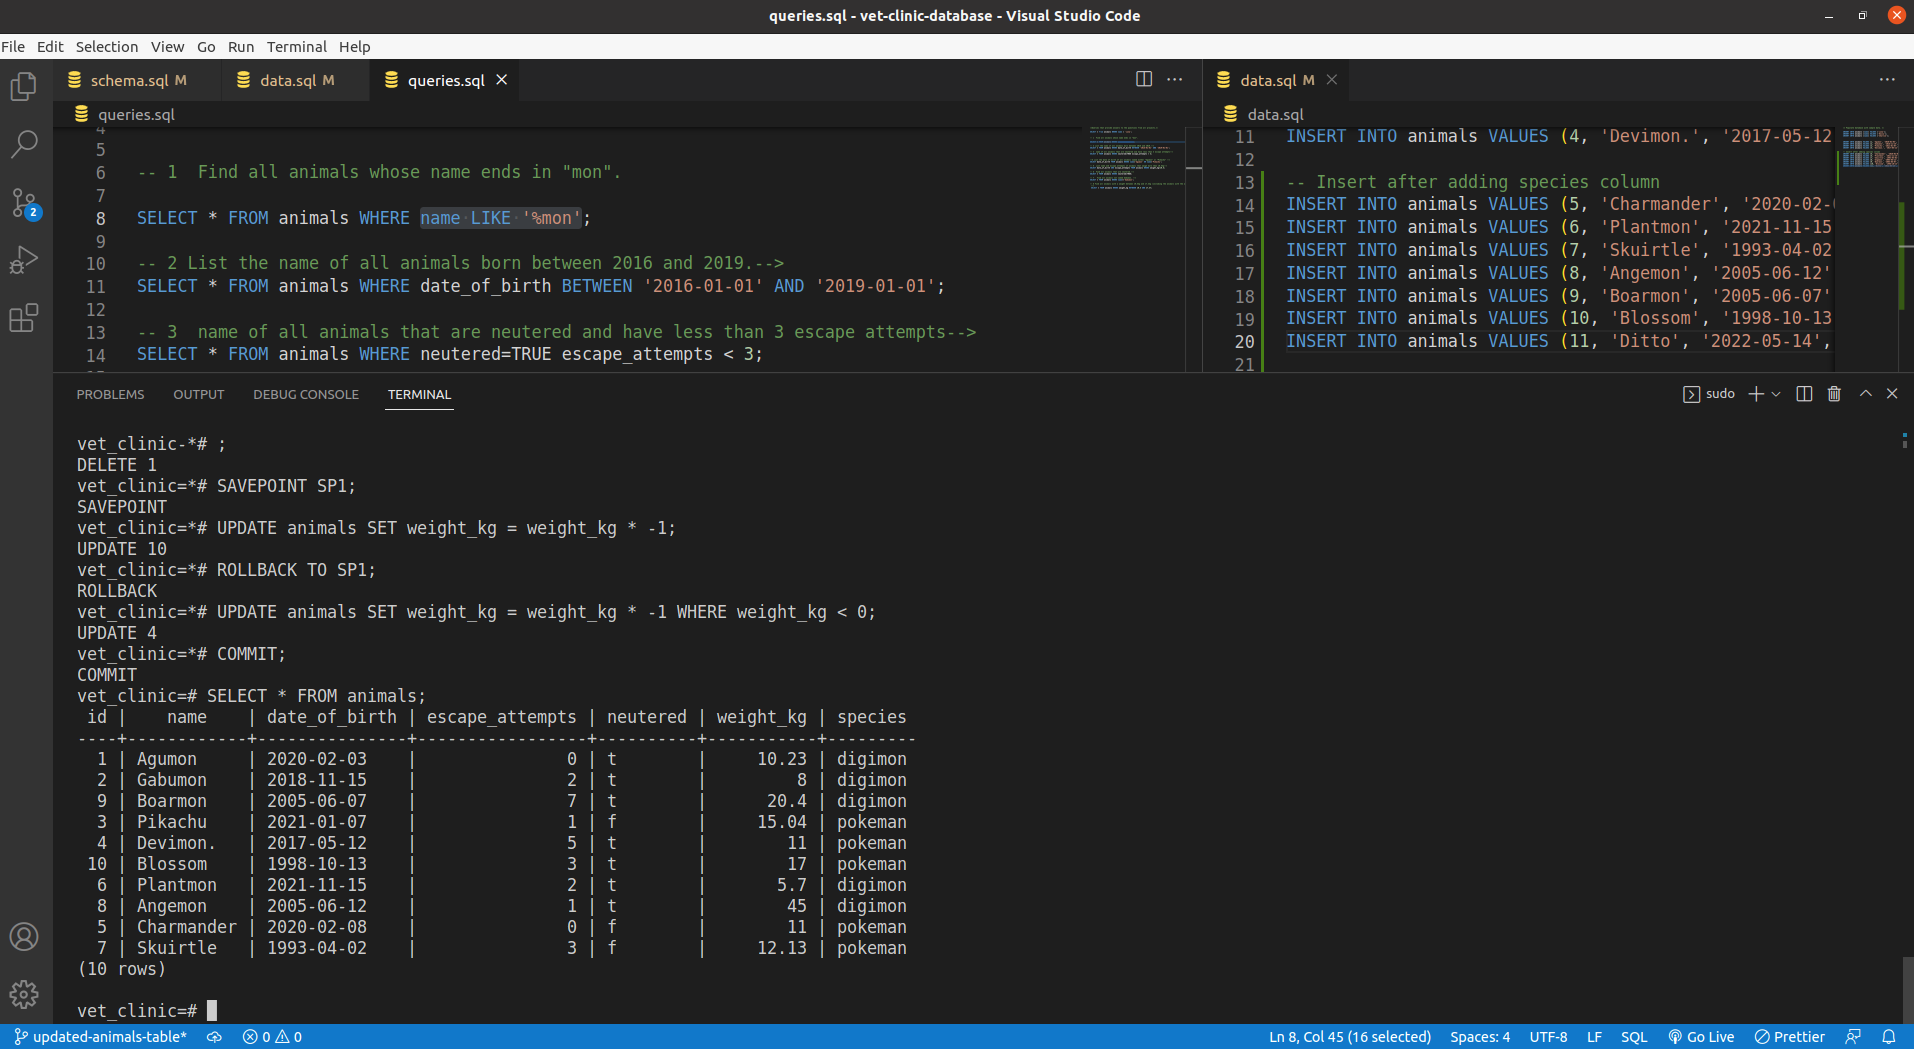 queries.sql - vet-clinic-database - Visual Studio Code
File Edit Selection View Go Run Terminal Help
schema.sql M data.sql M queries.sql
queries.sql
4
5
6 -- 1  Find all animals whose name ends in "mon".
7
8 SELECT * FROM animals WHERE name LIKE '%mon';
9
10 -- 2 List the name of all animals born between 2016 and 2019.-->
11 SELECT * FROM animals WHERE date_of_birth BETWEEN '2016-01-01' AND '2019-01-01';
12
13 -- 3  name of all animals that are neutered and have less than 3 escape attempts-->
14 SELECT * FROM animals WHERE neutered=TRUE escape_attempts < 3;
data.sql M
data.sql
11 INSERT INTO animals VALUES (4, 'Devimon.', '2017-05-12
12
13 -- Insert after adding species column
14 INSERT INTO animals VALUES (5, 'Charmander', '2020-02-
15 INSERT INTO animals VALUES (6, 'Plantmon', '2021-11-15
16 INSERT INTO animals VALUES (7, 'Skuirtle', '1993-04-02
17 INSERT INTO animals VALUES (8, 'Angemon', '2005-06-12'
18 INSERT INTO animals VALUES (9, 'Boarmon', '2005-06-07'
19 INSERT INTO animals VALUES (10, 'Blossom', '1998-10-13
20 INSERT INTO animals VALUES (11, 'Ditto', '2022-05-14',
21
PROBLEMS OUTPUT DEBUG CONSOLE TERMINAL sudo
vet_clinic-*# ;
DELETE 1
vet_clinic=*# SAVEPOINT SP1;
SAVEPOINT
vet_clinic=*# UPDATE animals SET weight_kg = weight_kg * -1;
UPDATE 10
vet_clinic=*# ROLLBACK TO SP1;
ROLLBACK
vet_clinic=*# UPDATE animals SET weight_kg = weight_kg * -1 WHERE weight_kg < 0;
UPDATE 4
vet_clinic=*# COMMIT;
COMMIT
vet_clinic=# SELECT * FROM animals;
 id |    name    | date_of_birth | escape_attempts | neutered | weight_kg | species
----+------------+---------------+-----------------+----------+-----------+---------
  1 | Agumon     | 2020-02-03    |               0 | t        |     10.23 | digimon
  2 | Gabumon    | 2018-11-15    |               2 | t        |         8 | digimon
  9 | Boarmon    | 2005-06-07    |               7 | t        |      20.4 | digimon
  3 | Pikachu    | 2021-01-07    |               1 | f        |     15.04 | pokeman
  4 | Devimon.   | 2017-05-12    |               5 | t        |        11 | pokeman
 10 | Blossom    | 1998-10-13    |               3 | t        |        17 | pokeman
  6 | Plantmon   | 2021-11-15    |               2 | t        |       5.7 | digimon
  8 | Angemon    | 2005-06-12    |               1 | t        |        45 | digimon
  5 | Charmander | 2020-02-08    |               0 | f        |        11 | pokeman
  7 | Skuirtle   | 1993-04-02    |               3 | f        |     12.13 | pokeman
(10 rows)
vet_clinic=#
2
updated-animals-table* 0 0 Ln 8, Col 45 (16 selected) Spaces: 4 UTF-8 LF SQL Go Live Prettier